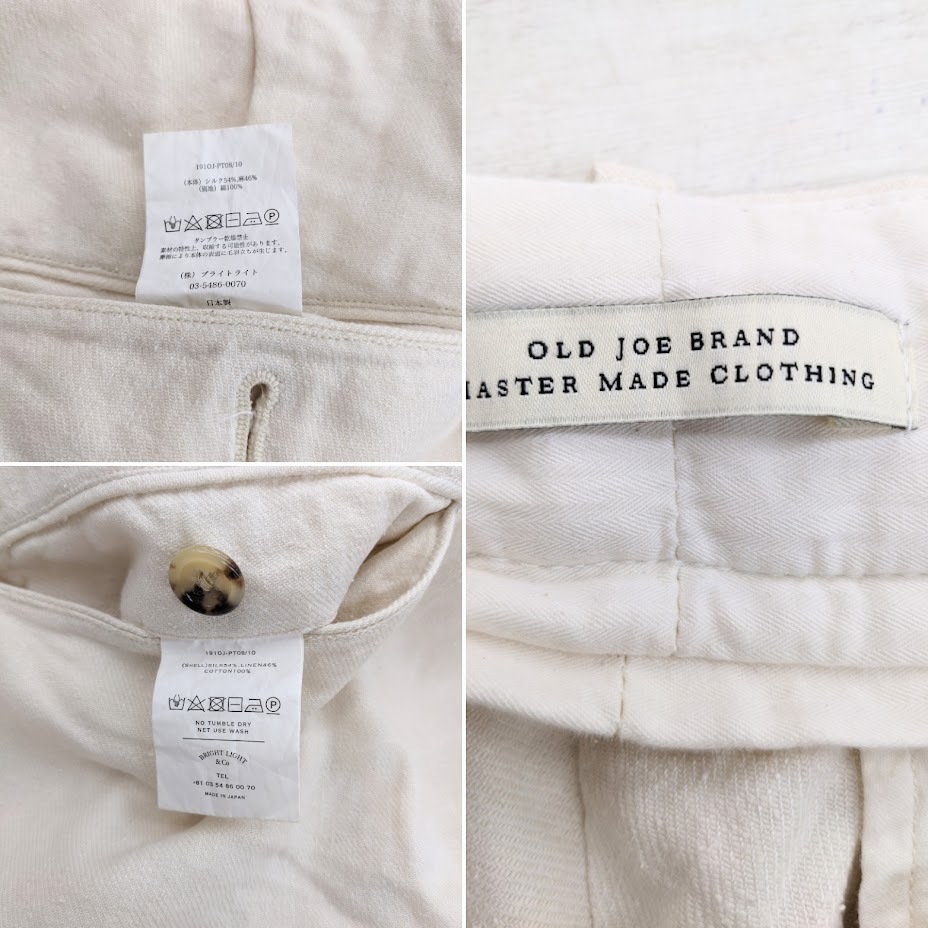 191OJ-PT08/10
(本体) シルク54%,麻46%
(別地) 綿100%
P
タンブラー乾燥禁止
素材の特性上、収縮する可能性があります。
摩擦により本体の表面に毛羽立ちが生じます。
(株) ブライトライト
03-5486-0070
日本製
OLD JOE BRAND
MASTER MADE CLOTHING
191OJ-PT08/10
(SHELL)SILK54% LINEN46%
COTTON100%
P
NO TUMBLE DRY
NET USE WASH
BRIGHT LIGHT
& Co
TEL
+81 03 54 86 00 70
MADE IN JAPAN